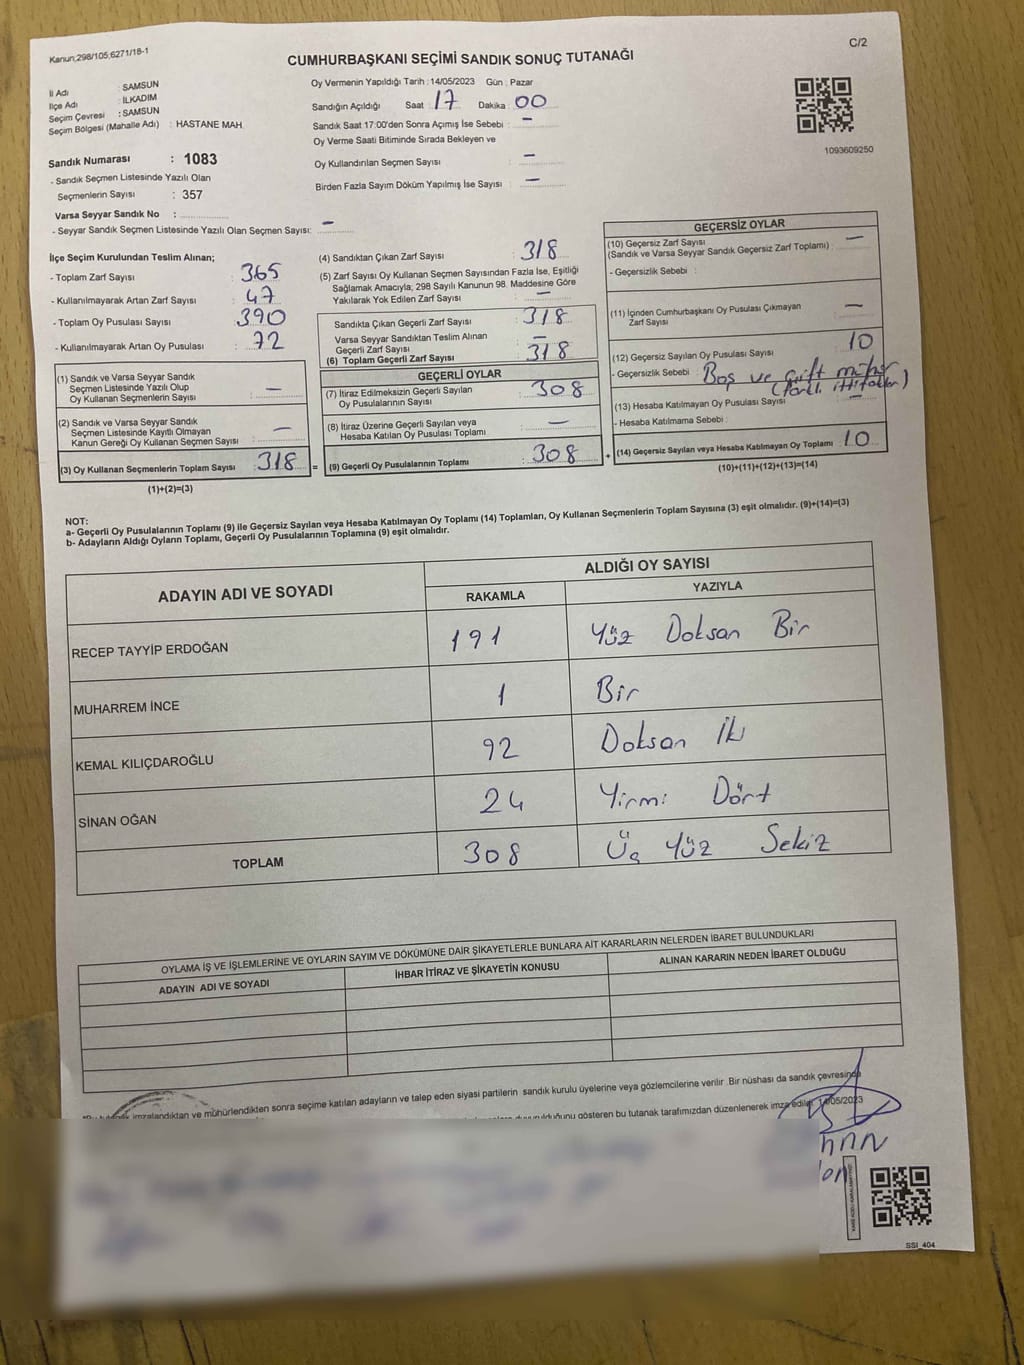 Kanun;298/105;6271/18-1
C/2
CUMHURBAŞKANI SEÇİMİ SANDIK SONUÇ TUTANAĞI
İl Adı : SAMSUN
İlçe Adı : İLKADIM
Seçim Çevresi : SAMSUN
Seçim Bölgesi (Mahalle Adı) : HASTANE MAH.
Sandık Numarası : 1083
- Sandık Seçmen Listesinde Yazılı Olan
Seçmenlerin Sayısı : 357
Varsa Seyyar Sandık No :
- Seyyar Sandık Seçmen Listesinde Yazılı Olan Seçmen Sayısı: –
Oy Vermenin Yapıldığı Tarih : 14/05/2023 Gün : Pazar
Sandığın Açıldığı Saat 17 Dakika 00
Sandık Saat 17:00'den Sonra Açılmış İse Sebebi : –
Oy Verme Saati Bitiminde Sırada Bekleyen ve
Oy Kullandırılan Seçmen Sayısı : –
Birden Fazla Sayım Döküm Yapılmış İse Sayısı : –
1093609250
İlçe Seçim Kurulundan Teslim Alınan;
- Toplam Zarf Sayısı : 365
- Kullanılmayarak Artan Zarf Sayısı : 47
- Toplam Oy Pusulası Sayısı : 390
- Kullanılmayarak Artan Oy Pusulası : 72
(1) Sandık ve Varsa Seyyar Sandık
Seçmen Listesinde Yazılı Olup
Oy Kullanan Seçmenlerin Sayısı : –
(2) Sandık ve Varsa Seyyar Sandık
Seçmen Listesinde Kayıtlı Olmayan
Kanun Gereği Oy Kullanan Seçmen Sayısı : –
(3) Oy Kullanan Seçmenlerin Toplam Sayısı : 318 =
(1)+(2)=(3)
(4) Sandıktan Çıkan Zarf Sayısı : 318
(5) Zarf Sayısı Oy Kullanan Seçmen Sayısından Fazla İse, Eşitliği
Sağlamak Amacıyla, 298 Sayılı Kanunun 98. Maddesine Göre
Yakılarak Yok Edilen Zarf Sayısı : –
Sandıkta Çıkan Geçerli Zarf Sayısı : 318
Varsa Seyyar Sandıktan Teslim Alınan
Geçerli Zarf Sayısı : –
(6) Toplam Geçerli Zarf Sayısı : 318
GEÇERLİ OYLAR
(7) İtiraz Edilmeksizin Geçerli Sayılan
Oy Pusulalarının Sayısı : 308
(8) İtiraz Üzerine Geçerli Sayılan veya
Hesaba Katılan Oy Pusulası Toplamı : –
(9) Geçerli Oy Pusulalarının Toplamı : 308 +
GEÇERSİZ OYLAR
(10) Geçersiz Zarf Sayısı
(Sandık ve Varsa Seyyar Sandık Geçersiz Zarf Toplamı) : –
- Geçersizlik Sebebi :
(11) İçinden Cumhurbaşkanı Oy Pusulası Çıkmayan
Zarf Sayısı : –
(12) Geçersiz Sayılan Oy Pusulası Sayısı : 10
- Geçersizlik Sebebi : Boş ve çift mühür
(farklı ittifaklar)
(13) Hesaba Katılmayan Oy Pusulası Sayısı : –
- Hesaba Katılmama Sebebi :
(14) Geçersiz Sayılan veya Hesaba Katılmayan Oy Toplamı : 10
(10)+(11)+(12)+(13)=(14)
NOT:
a- Geçerli Oy Pusulalarının Toplamı (9) ile Geçersiz Sayılan veya Hesaba Katılmayan Oy Toplamı (14) Toplamları, Oy Kullanan Seçmenlerin Toplam Sayısına (3) eşit olmalıdır. (9)+(14)=(3)
b- Adayların Aldığı Oyların Toplamı, Geçerli Oy Pusulalarının Toplamına (9) eşit olmalıdır.
ADAYIN ADI VE SOYADI
ALDIĞI OY SAYISI
RAKAMLA YAZIYLA
RECEP TAYYİP ERDOĞAN 191 Yüz Doksan Bir
MUHARREM İNCE 1 Bir
KEMAL KILIÇDAROĞLU 92 Doksan İki
SİNAN OĞAN 24 Yirmi Dört
TOPLAM 308 Üç Yüz Sekiz
OYLAMA İŞ VE İŞLEMLERİNE VE OYLARIN SAYIM VE DÖKÜMÜNE DAİR ŞİKAYETLERLE BUNLARA AİT KARARLARIN NELERDEN İBARET BULUNDUKLARI
ADAYIN ADI VE SOYADI İHBAR İTİRAZ VE ŞİKAYETİN KONUSU ALINAN KARARIN NEDEN İBARET OLDUĞU
imzalandıktan ve mühürlendikten sonra seçime katılan adayların ve talep eden siyasi partilerin sandık kurulu üyelerine veya gözlemcilerine verilir. Bir nüshası da sandık çevresinde
duyurulduğunu gösteren bu tutanak tarafımızdan düzenlenerek imza edildi. 14/05/2023
SSI_404